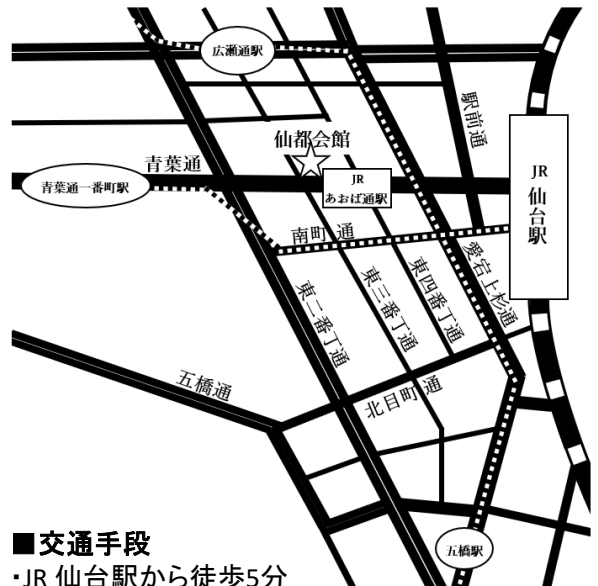 広瀬通駅
駅前通
仙都会館
青葉通
JR
あおば通駅
JR
仙台駅
青葉通一番町駅
南町通
愛宕上杉通
東二番丁通
東三番丁通
東四番丁通
五橋通
北目町通
五橋駅
■交通手段
・JR 仙台駅から徒歩5分